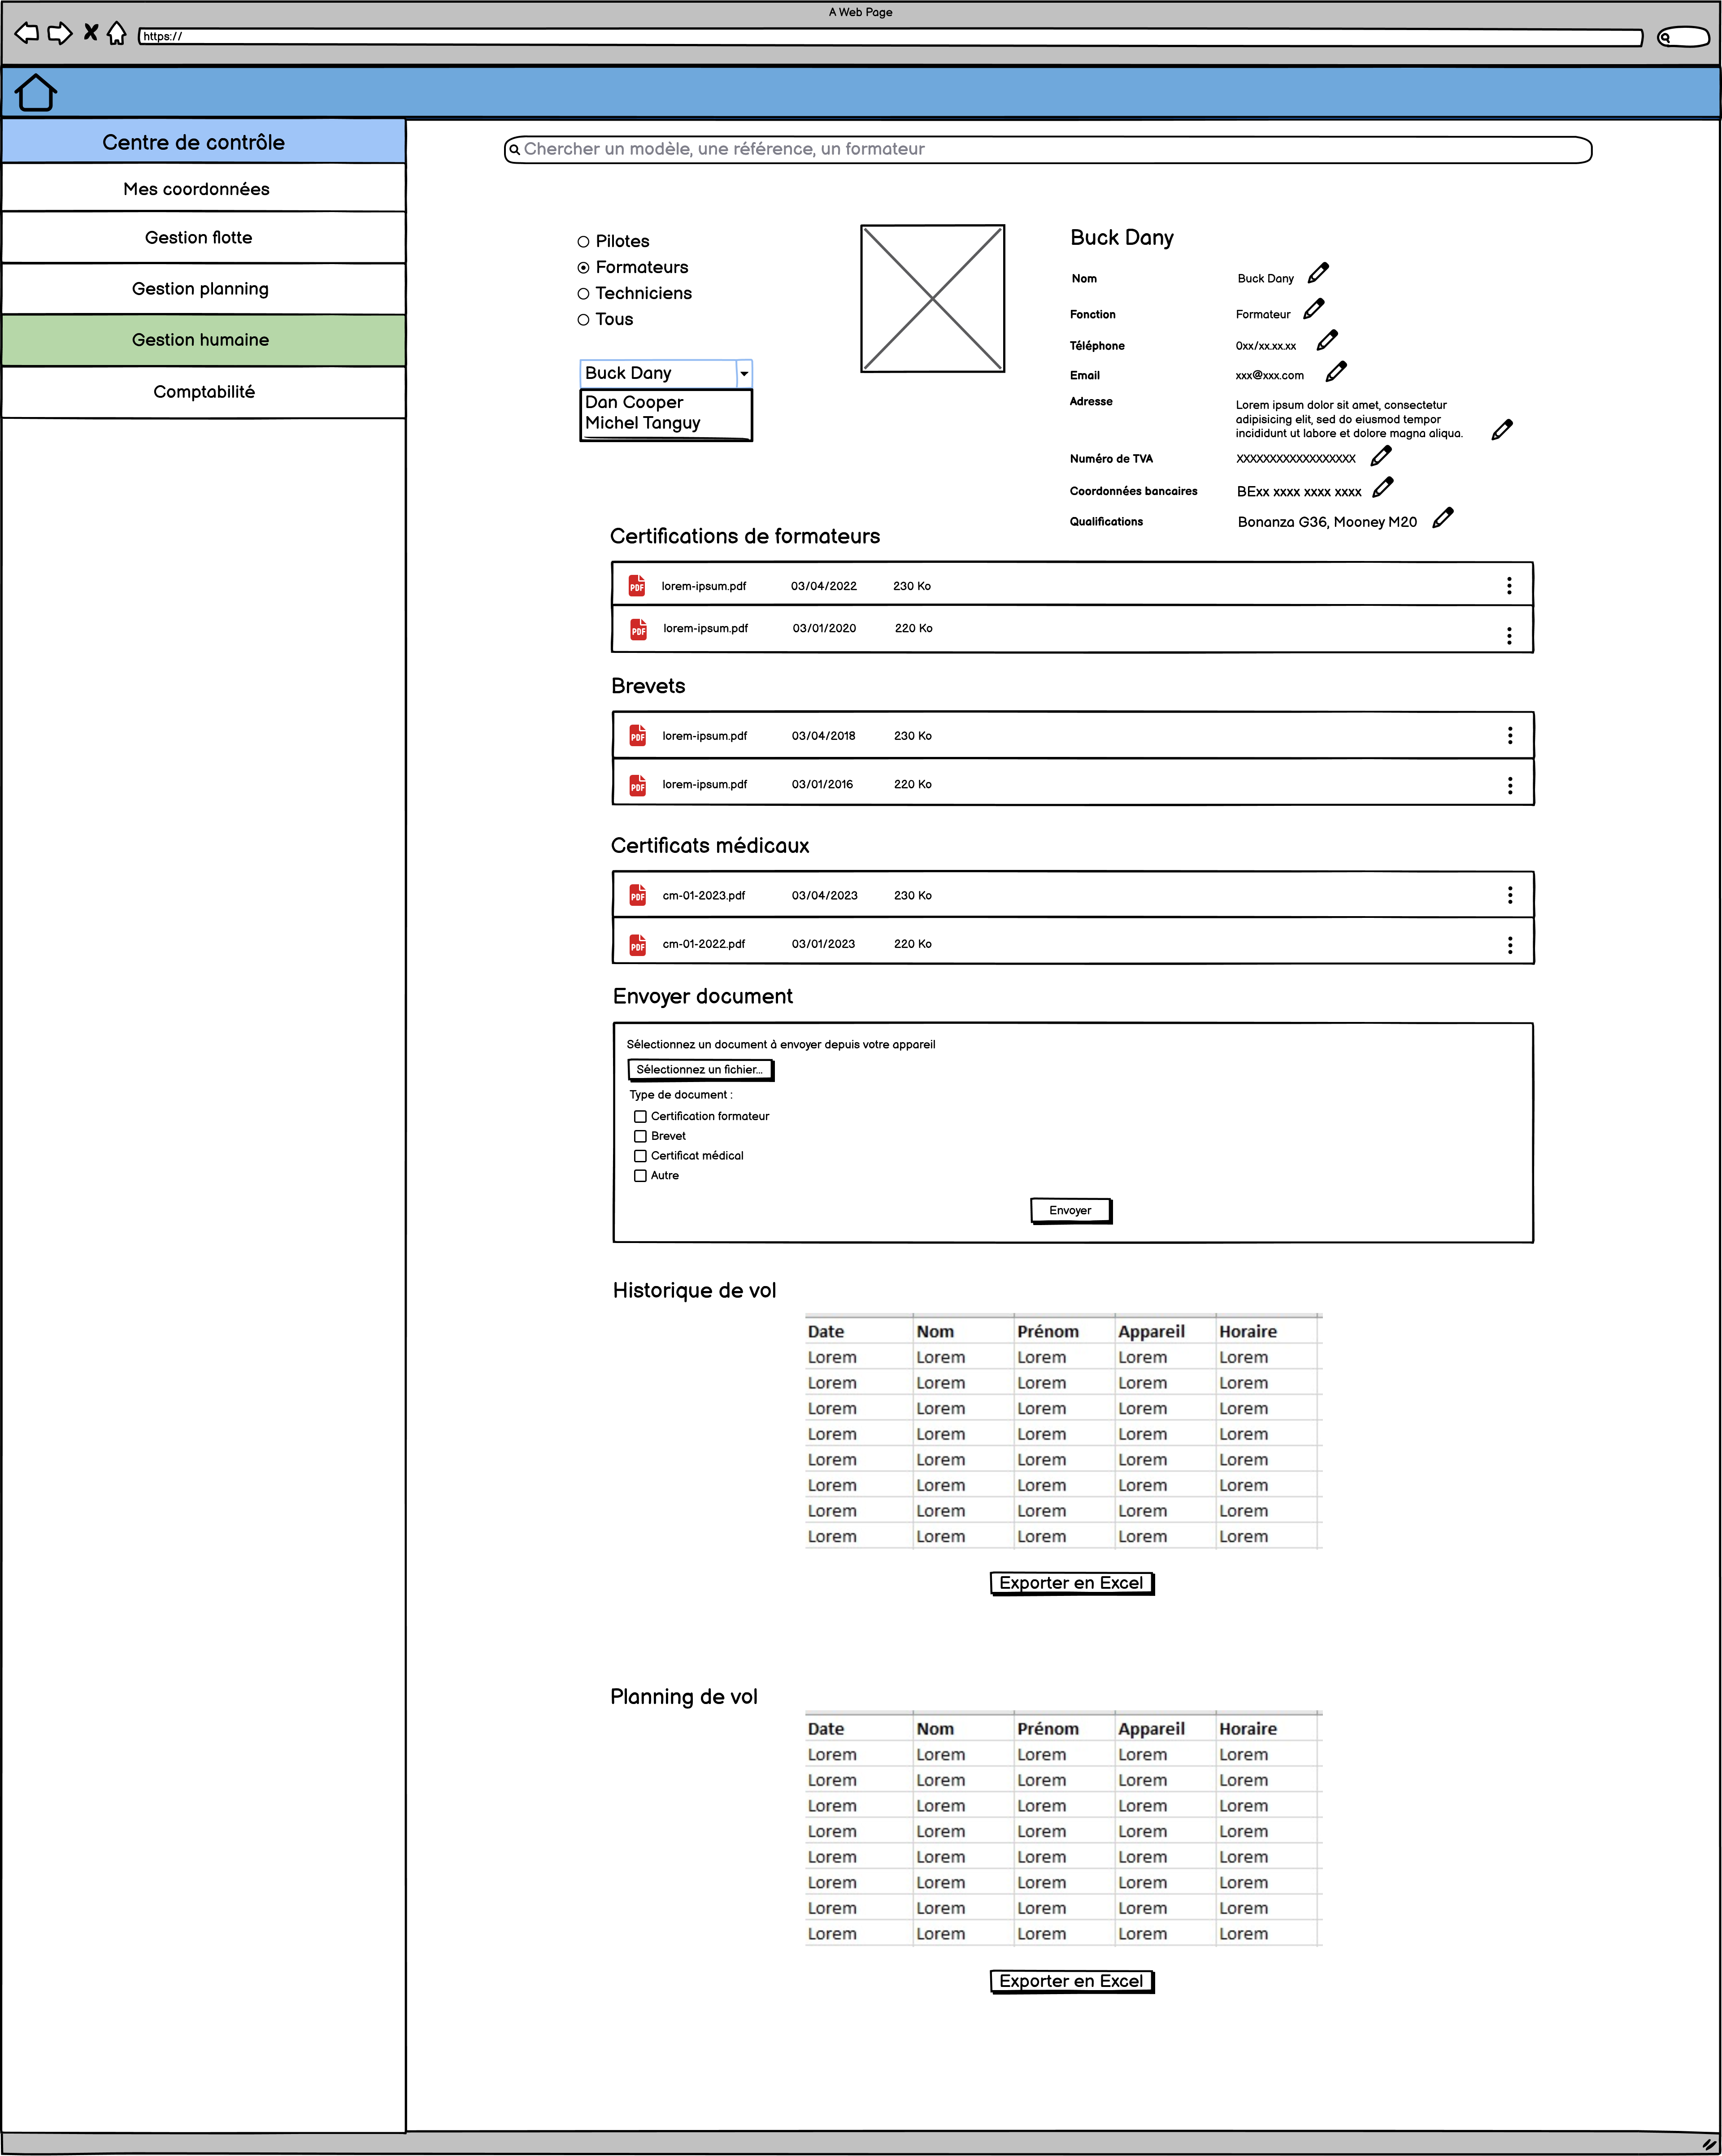 A Web Page
https://
Centre de contrôle
Mes coordonnées
Gestion flotte
Gestion planning
Gestion humaine
Comptabilité
Chercher un modèle, une référence, un formateur
Pilotes
Formateurs
Techniciens
Tous
Buck Dany
Dan Cooper
Michel Tanguy
Buck Dany
Nom Buck Dany
Fonction Formateur
Téléphone 0xx/xx.xx.xx
Email xxx@xxx.com
Adresse Lorem ipsum dolor sit amet, consectetur
adipisicing elit, sed do eiusmod tempor
incididunt ut labore et dolore magna aliqua.
Numéro de TVA XXXXXXXXXXXXXXXXXX
Coordonnées bancaires BExx xxxx xxxx xxxx
Qualifications Bonanza G36, Mooney M20
Certifications de formateurs
PDF lorem-ipsum.pdf 03/04/2022 230 Ko
PDF lorem-ipsum.pdf 03/01/2020 220 Ko
Brevets
PDF lorem-ipsum.pdf 03/04/2018 230 Ko
PDF lorem-ipsum.pdf 03/01/2016 220 Ko
Certificats médicaux
PDF cm-01-2023.pdf 03/04/2023 230 Ko
PDF cm-01-2022.pdf 03/01/2023 220 Ko
Envoyer document
Sélectionnez un document à envoyer depuis votre appareil
Sélectionnez un fichier...
Type de document :
Certification formateur
Brevet
Certificat médical
Autre
Envoyer
Historique de vol
Date Nom Prénom Appareil Horaire
Lorem Lorem Lorem Lorem Lorem
Lorem Lorem Lorem Lorem Lorem
Lorem Lorem Lorem Lorem Lorem
Lorem Lorem Lorem Lorem Lorem
Lorem Lorem Lorem Lorem Lorem
Lorem Lorem Lorem Lorem Lorem
Lorem Lorem Lorem Lorem Lorem
Lorem Lorem Lorem Lorem Lorem
Exporter en Excel
Planning de vol
Date Nom Prénom Appareil Horaire
Lorem Lorem Lorem Lorem Lorem
Lorem Lorem Lorem Lorem Lorem
Lorem Lorem Lorem Lorem Lorem
Lorem Lorem Lorem Lorem Lorem
Lorem Lorem Lorem Lorem Lorem
Lorem Lorem Lorem Lorem Lorem
Lorem Lorem Lorem Lorem Lorem
Lorem Lorem Lorem Lorem Lorem
Exporter en Excel